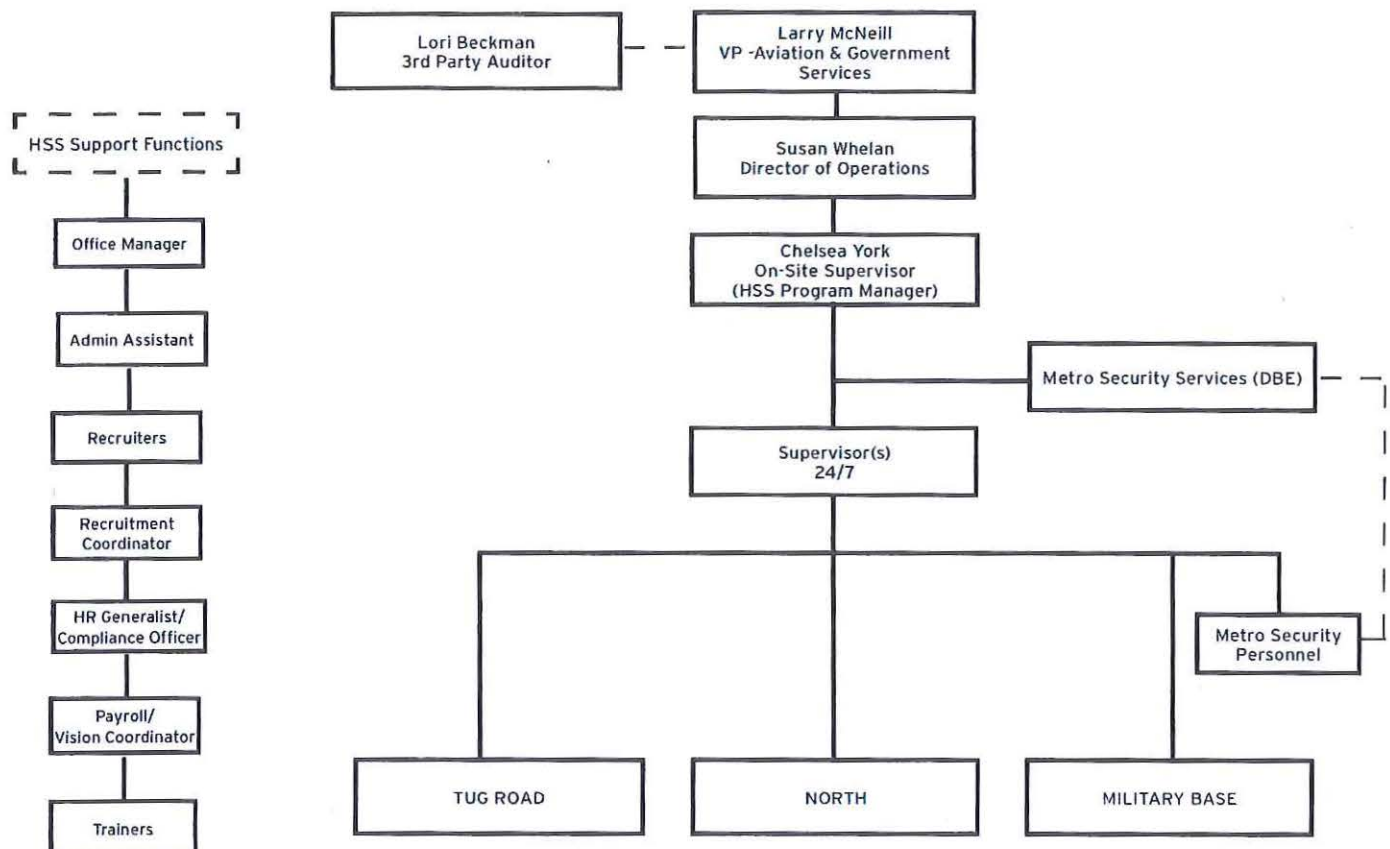 Lori Beckman
3rd Party Auditor
Larry McNeill
VP -Aviation & Government
Services
HSS Support Functions
Susan Whelan
Director of Operations
Office Manager
Chelsea York
On-Site Supervisor
(HSS Program Manager)
Admin Assistant
Metro Security Services (DBE)
Recruiters
Supervisor(s)
24/7
Recruitment
Coordinator
HR Generalist/
Compliance Officer
Metro Security
Personnel
Payroll/
Vision Coordinator
TUG ROAD
NORTH
MILITARY BASE
Trainers